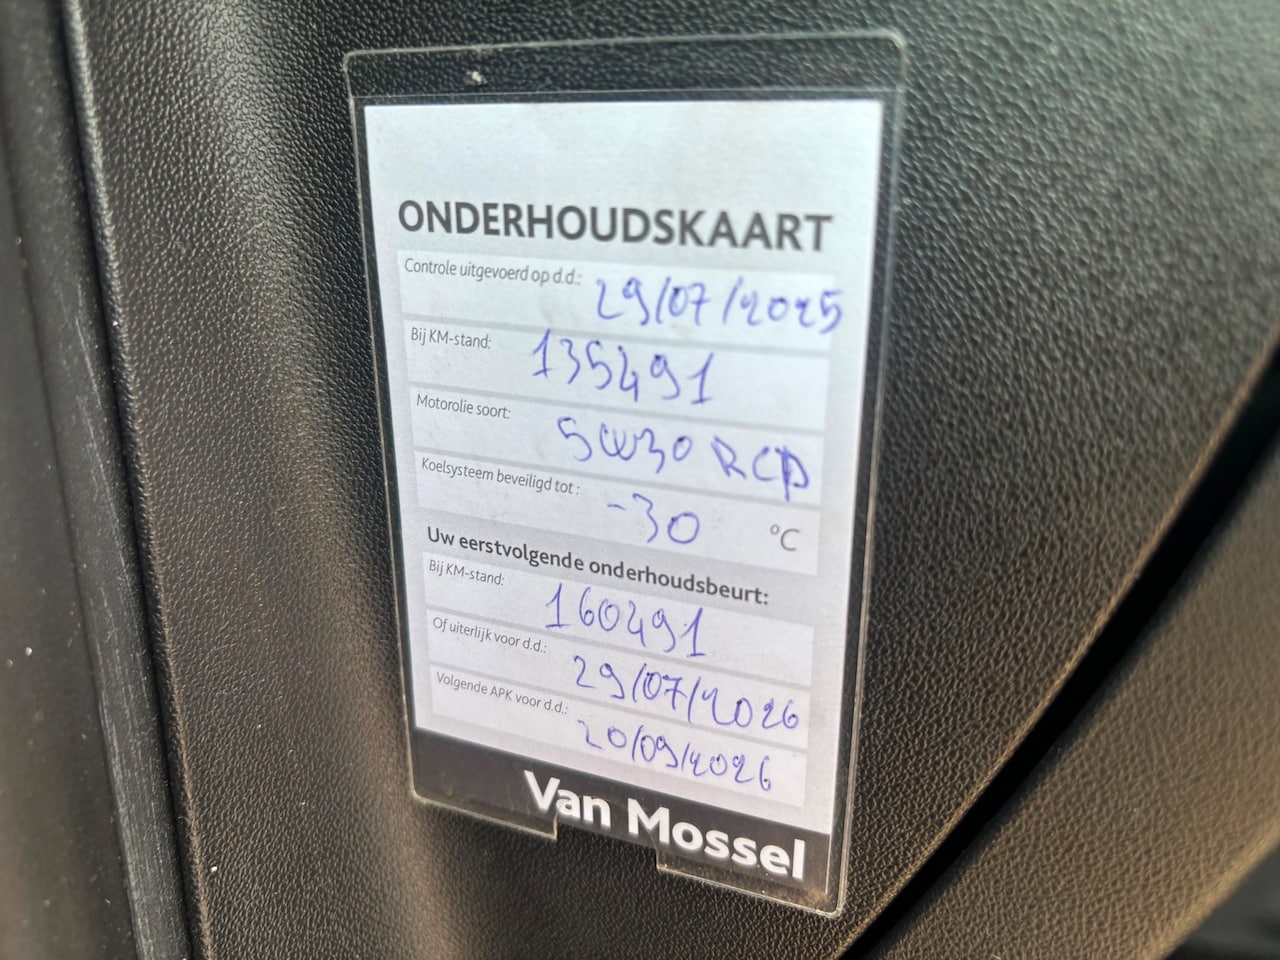 ONDERHOUDSKAART
Controle uitgevoerd op d.d.: 29/07/2025
Bij KM-stand: 135491
Motorolie soort: 5W30 RCP
Koelsysteem beveiligd tot: -30 °C
Uw eerstvolgende onderhoudsbeurt:
Bij KM-stand: 160491
Of uiterlijk voor d.d.: 29/07/2026
Volgende APK voor d.d.: 20/09/2026
Van Mossel